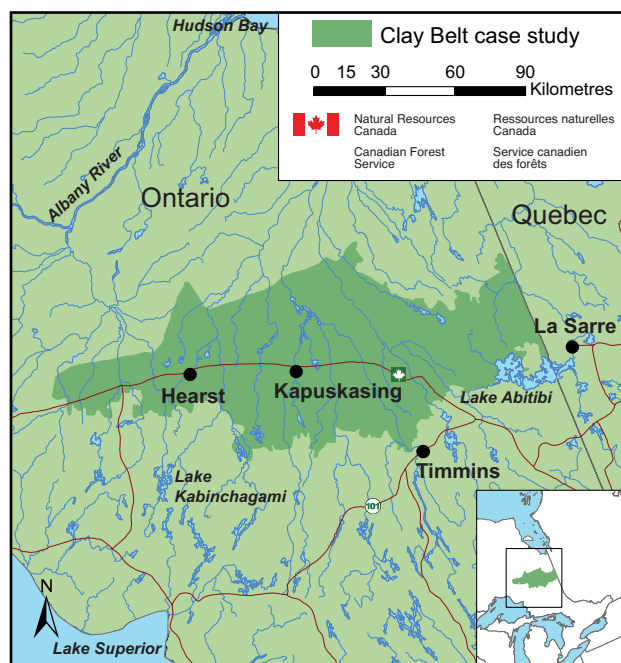 Hudson Bay
Clay Belt case study
0 15 30 60 90
Kilometres
Natural Resources
Canada
Ressources naturelles
Canada
Canadian Forest
Service
Service canadien
des forêts
Albany River
Ontario
Quebec
La Sarre
Hearst
Kapuskasing
Lake Abitibi
Timmins
Lake
Kabinchagami
101
N
Lake Superior